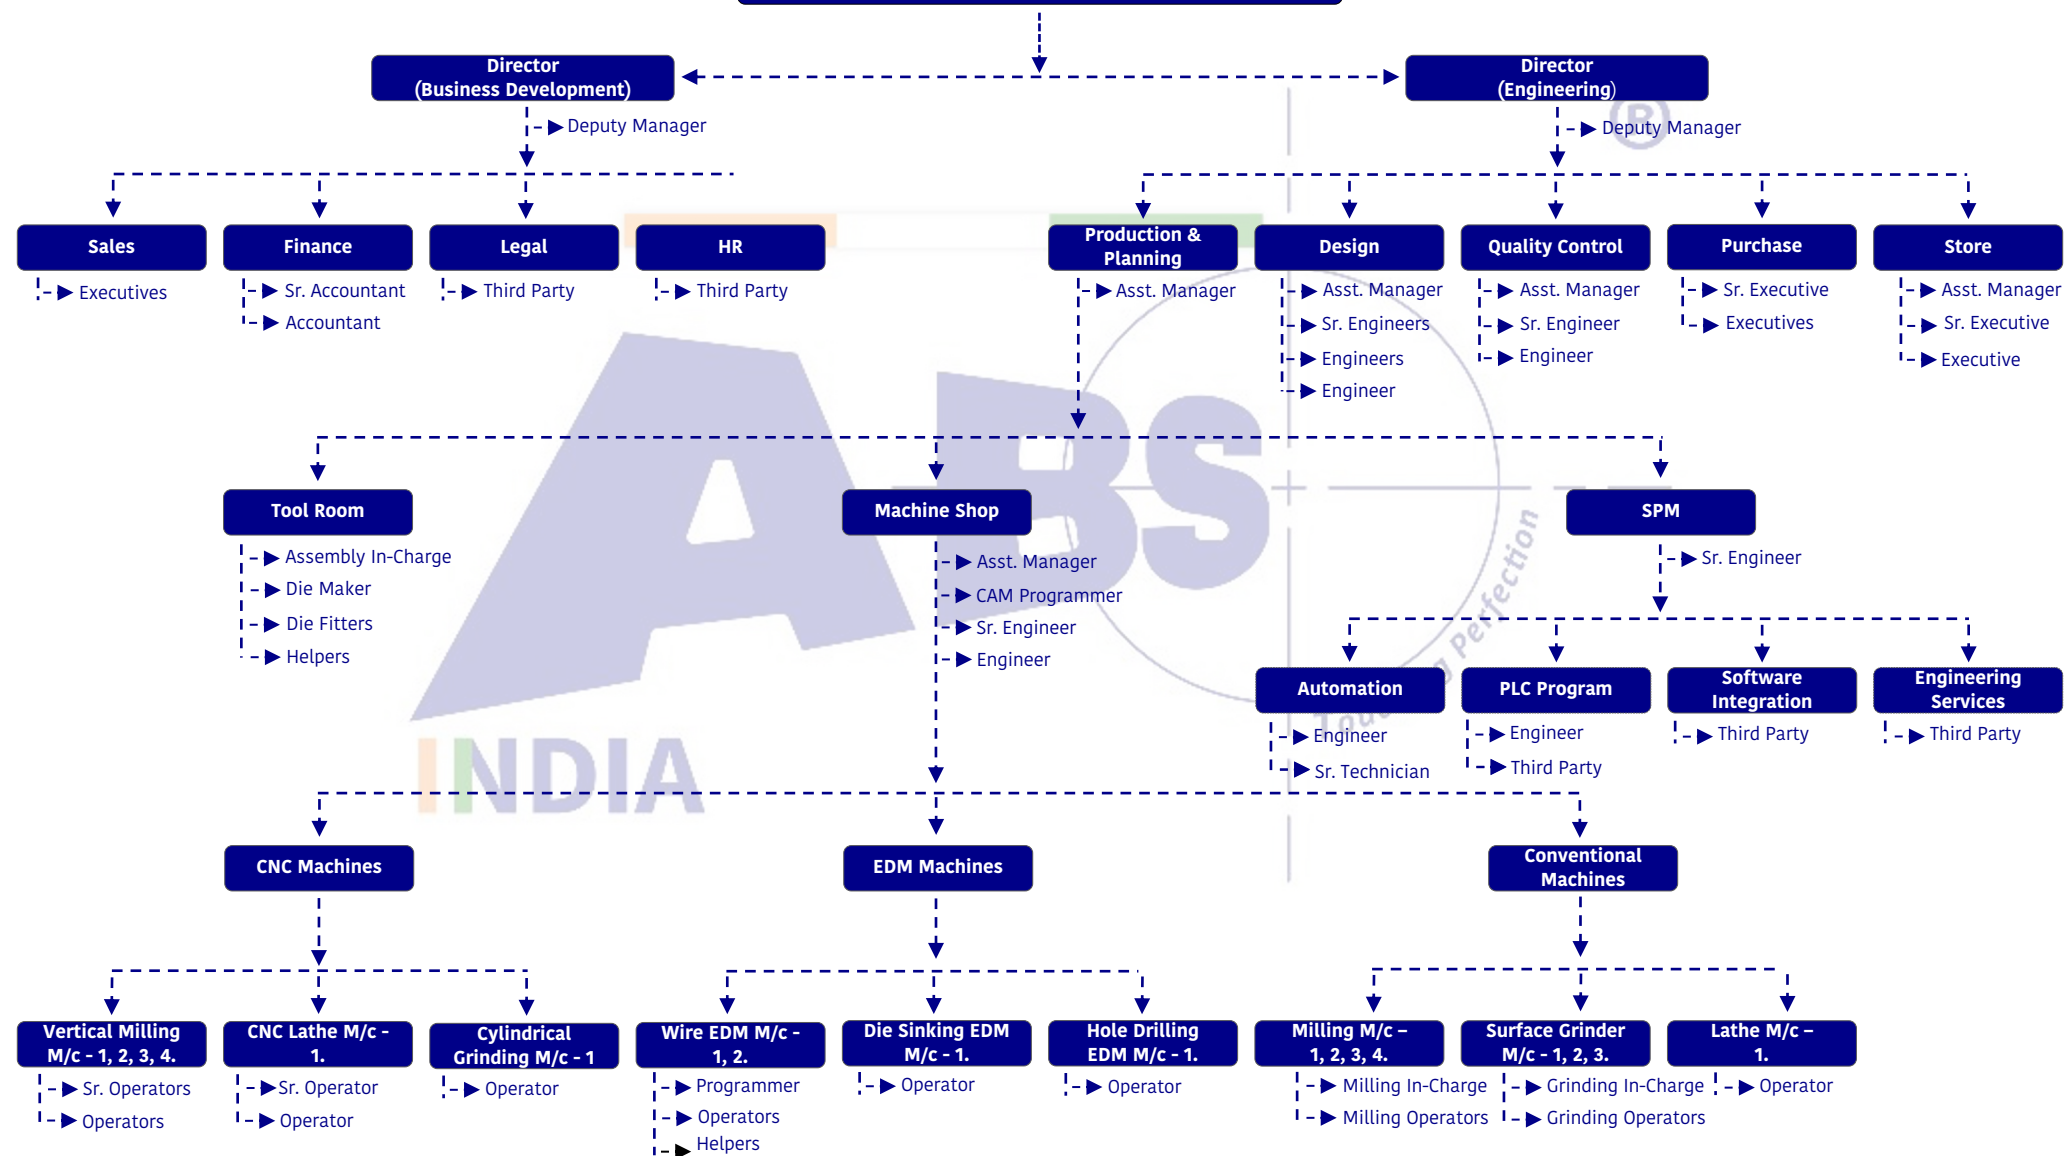 Director
(Business Development)
Director
(Engineering)
Deputy Manager
Deputy Manager
®
Sales
Finance
Legal
HR
Production &
Planning
Design
Quality Control
Purchase
Store
Executives
Sr. Accountant
Accountant
Third Party
Third Party
Asst. Manager
Asst. Manager
Sr. Engineers
Engineers
Engineer
Asst. Manager
Sr. Engineer
Engineer
Sr. Executive
Executives
Asst. Manager
Sr. Executive
Executive
ABS
INDIA
Perfection
Tool Room
Machine Shop
SPM
Assembly In-Charge
Die Maker
Die Fitters
Helpers
Asst. Manager
CAM Programmer
Sr. Engineer
Engineer
Sr. Engineer
Automation
PLC Program
Software
Integration
Engineering
Services
Engineer
Sr. Technician
Engineer
Third Party
Third Party
Third Party
CNC Machines
EDM Machines
Conventional
Machines
Vertical Milling
M/c - 1, 2, 3, 4.
CNC Lathe M/c -
1.
Cylindrical
Grinding M/c - 1
Wire EDM M/c -
1, 2.
Die Sinking EDM
M/c - 1.
Hole Drilling
EDM M/c - 1.
Milling M/c –
1, 2, 3, 4.
Surface Grinder
M/c - 1, 2, 3.
Lathe M/c –
1.
Sr. Operators
Operators
Sr. Operator
Operator
Operator
Programmer
Operators
Helpers
Operator
Operator
Milling In-Charge
Milling Operators
Grinding In-Charge
Grinding Operators
Operator